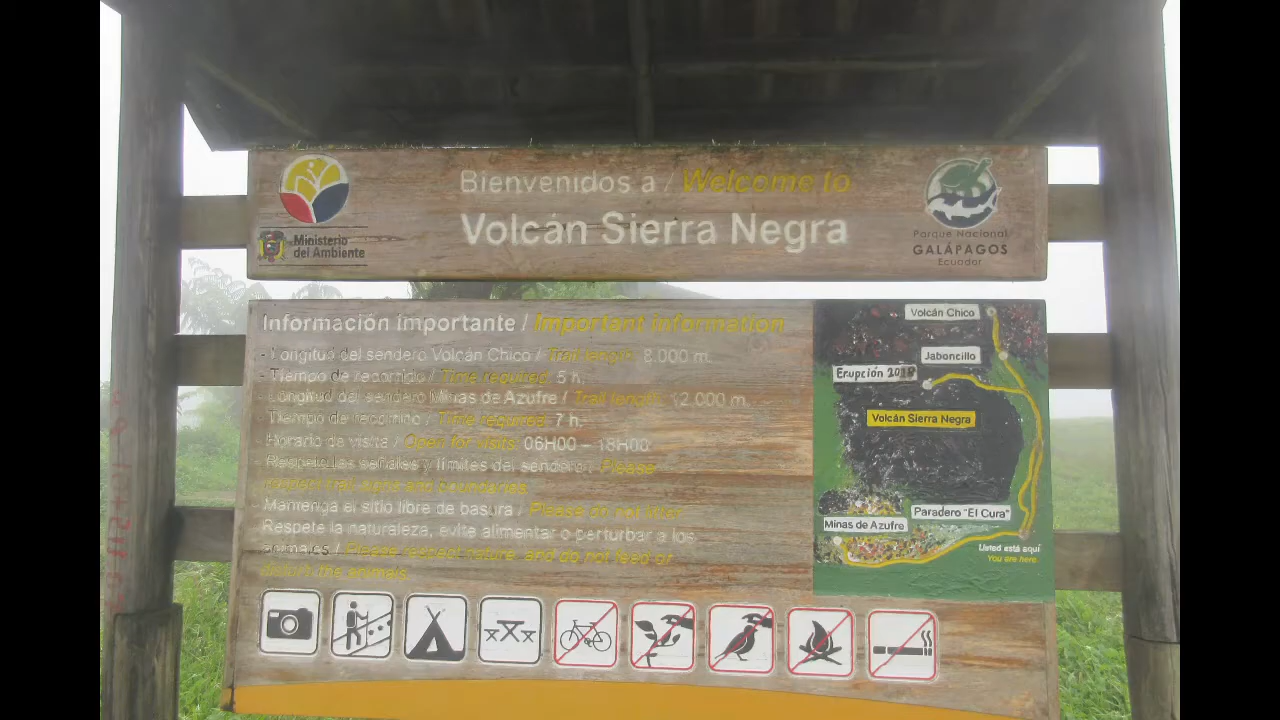 Bienvenidos a / Welcome to
Volcán Sierra Negra
Ministerio
del Ambiente
Parque Nacional
GALÁPAGOS
Ecuador
Información importante / Important information
- Longitud del sendero Volcán Chico / Trail length: 8.000 m.
- Tiempo de recorrido / Time required: 5 h.
- Longitud del sendero Minas de Azufre / Trail length: 12.000 m.
- Tiempo de recorrido / Time required: 7 h.
- Horario de visita / Open for visits: 06H00 – 18H00
- Respete las señales y límites del sendero / Please
respect trail signs and boundaries.
Mantenga el sitio libre de basura / Please do not litter
Respete la naturaleza, evite alimentar o perturbar a los
animales / Please respect nature, and do not feed or
disturb the animals.
Volcán Chico
Jaboncillo
Erupción 2018
Volcán Sierra Negra
Paradero "El Cura"
Minas de Azufre
Usted está aquí
You are here